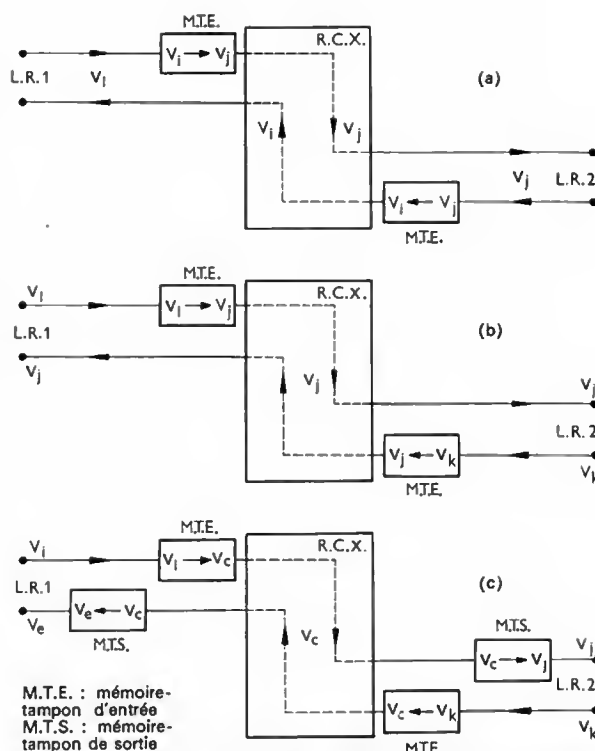 M.T.E.
R.C.X.
Vi → Vj
L.R.1
Vi
(a)
Vi
Vj
Vj
L.R.2
Vi ← Vj
M.T.E.
M.T.E.
R.C.X.
Vi
Vi → Vj
L.R.1
(b)
Vj
Vj
Vj
L.R.2
Vj ← Vk
Vk
M.T.E.
M.T.E.
R.C.X.
Vi
Vi → Vc
L.R.1
(c)
Ve
Ve ← Vc
Vc
M.T.S.
M.T.S.
Vc → Vj
Vj
L.R.2
Vc ← Vk
Vk
M.T.E.
M.T.E. : mémoire-
tampon d'entrée
M.T.S. : mémoire-
tampon de sortie